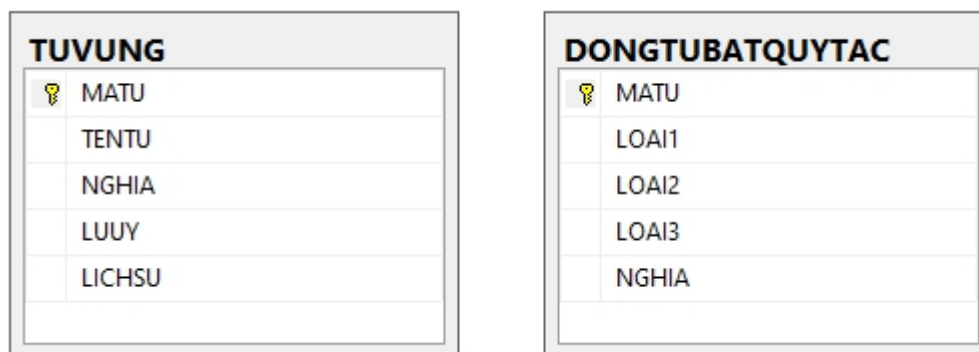 TUVUNG
MATU
TENTU
NGHIA
LUUY
LICHSU
DONGTUBATQUYTAC
MATU
LOAI1
LOAI2
LOAI3
NGHIA